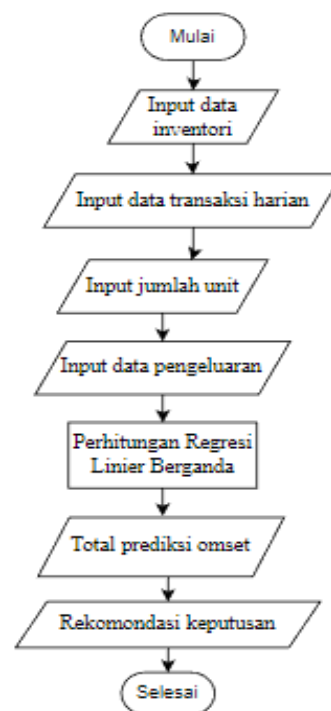 Mulai
Input data
inventori
Input data transaksi harian
Input jumlah unit
Input data pengeluaran
Perhitungan Regresi
Linier Berganda
Total prediksi omset
Rekomondasi keputusan
Selesai